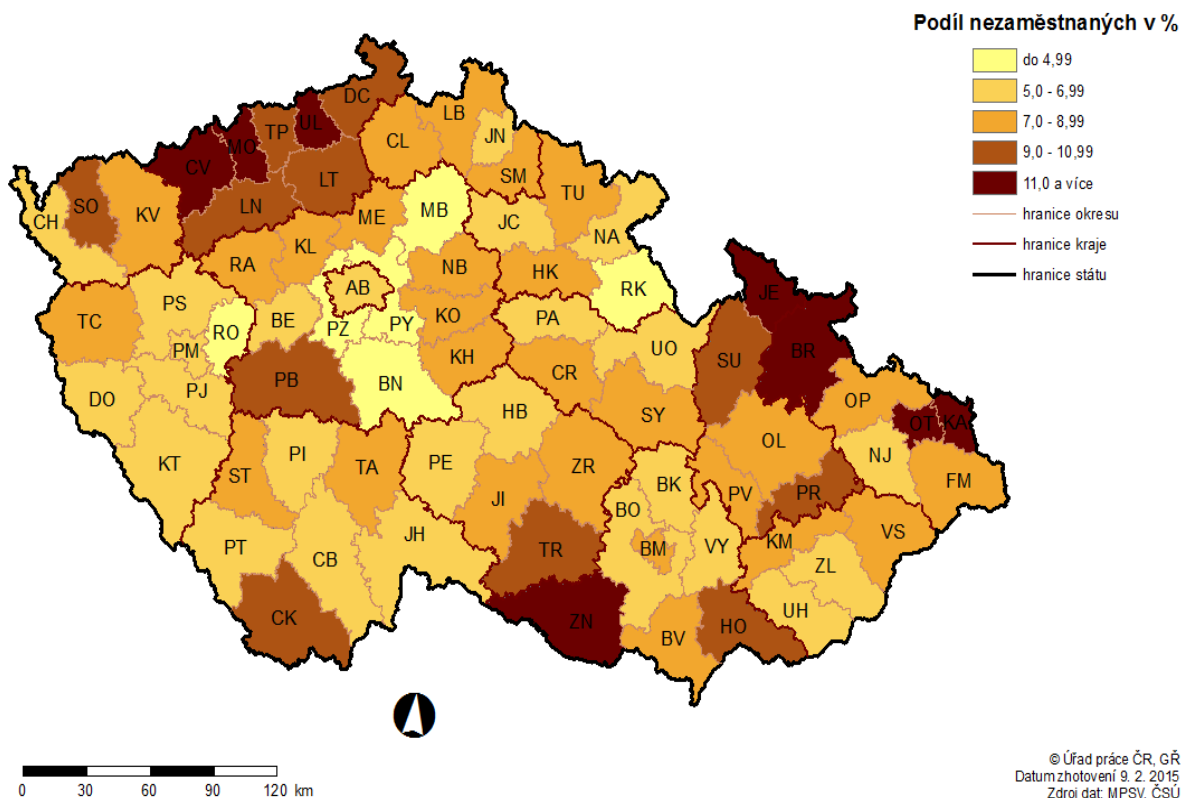 Podíl nezaměstnaných v %
do 4,99
5,0 - 6,99
7,0 - 8,99
9,0 - 10,99
11,0 a více
hranice okresu
hranice kraje
hranice státu
DC
LB
UL
TP
MO
JN
CL
CV
LT
SM
SO
TU
LN
MB
CH
KV
ME
JC
NA
KL
RA
NB
HK
AB
RK
JE
PS
TC
KO
PA
RO
BE
PZ
PY
UO
BR
PM
KH
SU
PB
BN
CR
PJ
DO
OP
HB
SY
OT
KA
OL
PI
NJ
KT
PE
TA
ZR
ST
FM
BK
PR
JI
PV
BO
VS
JH
KM
PT
TR
BM
VY
CB
ZL
UH
CK
ZN
HO
BV
0 30 60 90 120 km
© Úřad práce ČR, GŘ
Datum zhotovení 9. 2. 2015
Zdroj dat: MPSV, ČSÚ